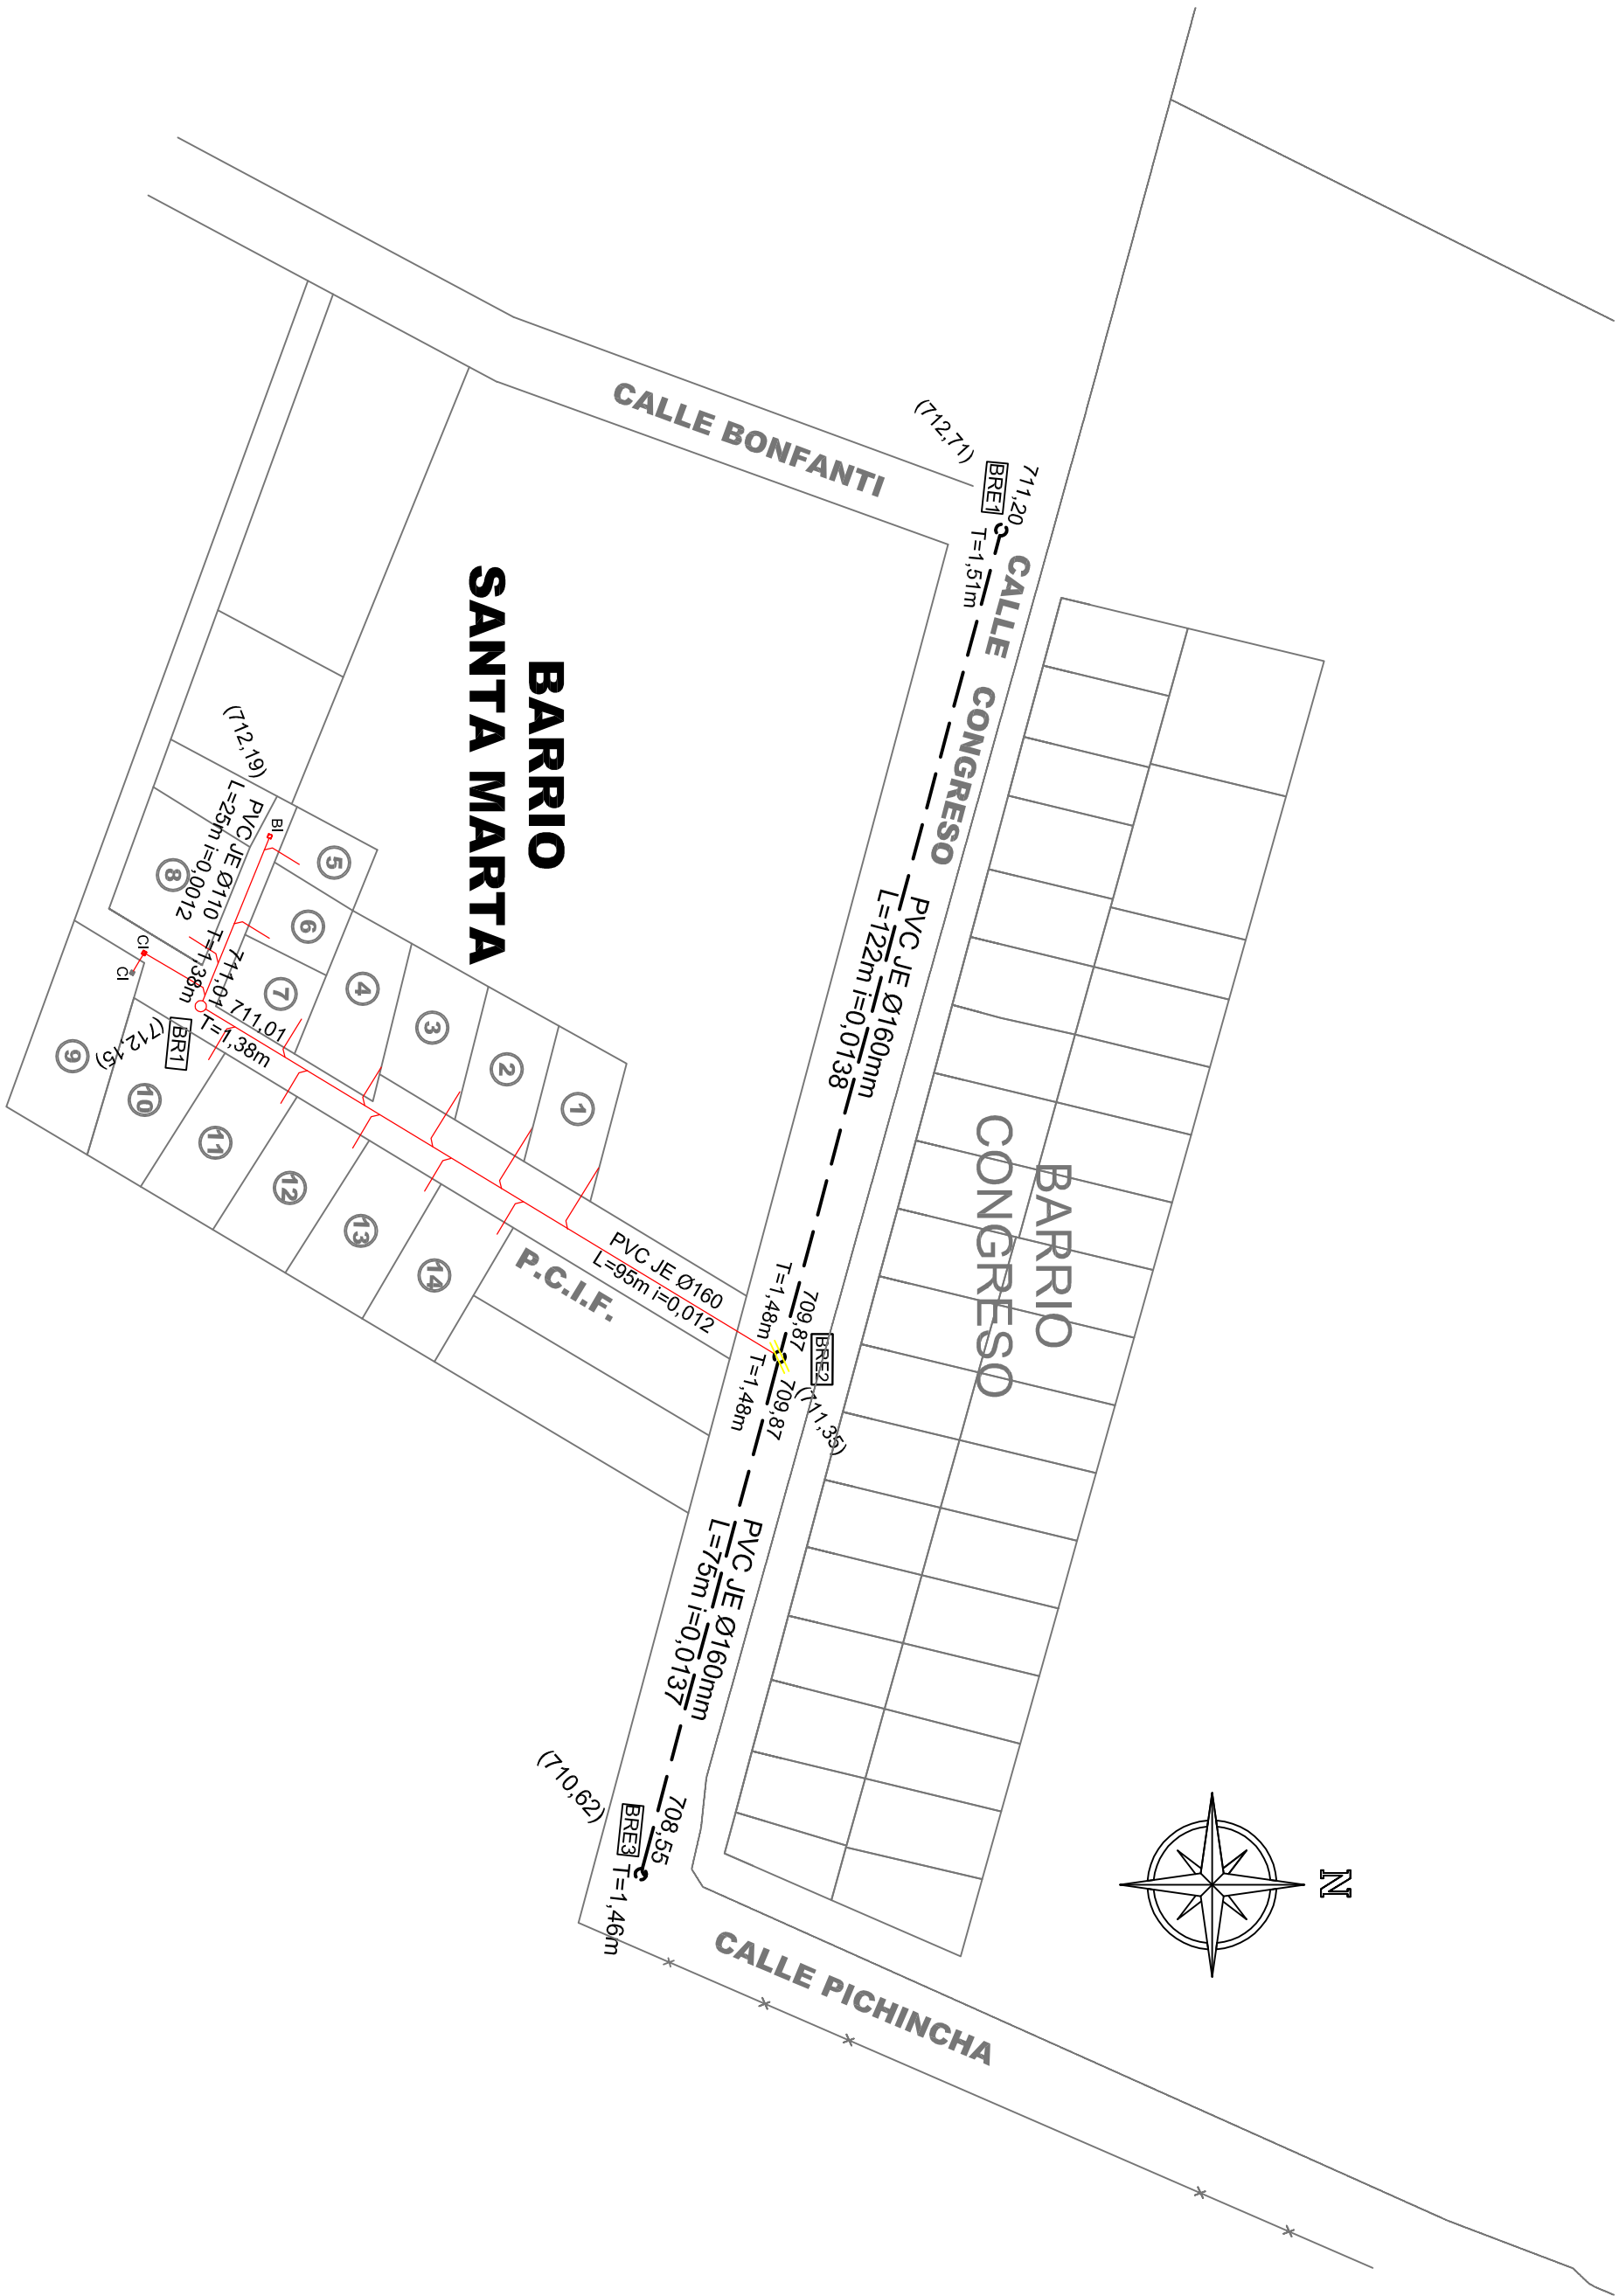 CALLE BONFANTI
(712,71)
BRE1
711,20
T=1,51m
CALLE CONGRESO
BARRIO
SANTA MARTA
PVC JE Ø160mm
L=122m i=0,0138
BARRIO
CONGRESO
(712,19)
BI
PVC JE Ø110
L=25m i=0,0012
T=1,38m
711,01
711,01
T=1,38m
BR1
(712,15)
CI
CI
1
2
3
4
5
6
7
8
9
10
11
12
13
14
P.C.I.F.
PVC JE Ø160
L=95m i=0,012
709,87
T=1,48m
BRE2
(711,35)
709,87
T=1,48m
PVC JE Ø160mm
L=75m i=0,0137
(710,62)
BRE3
708,55
T=1,46m
CALLE PICHINCHA
N